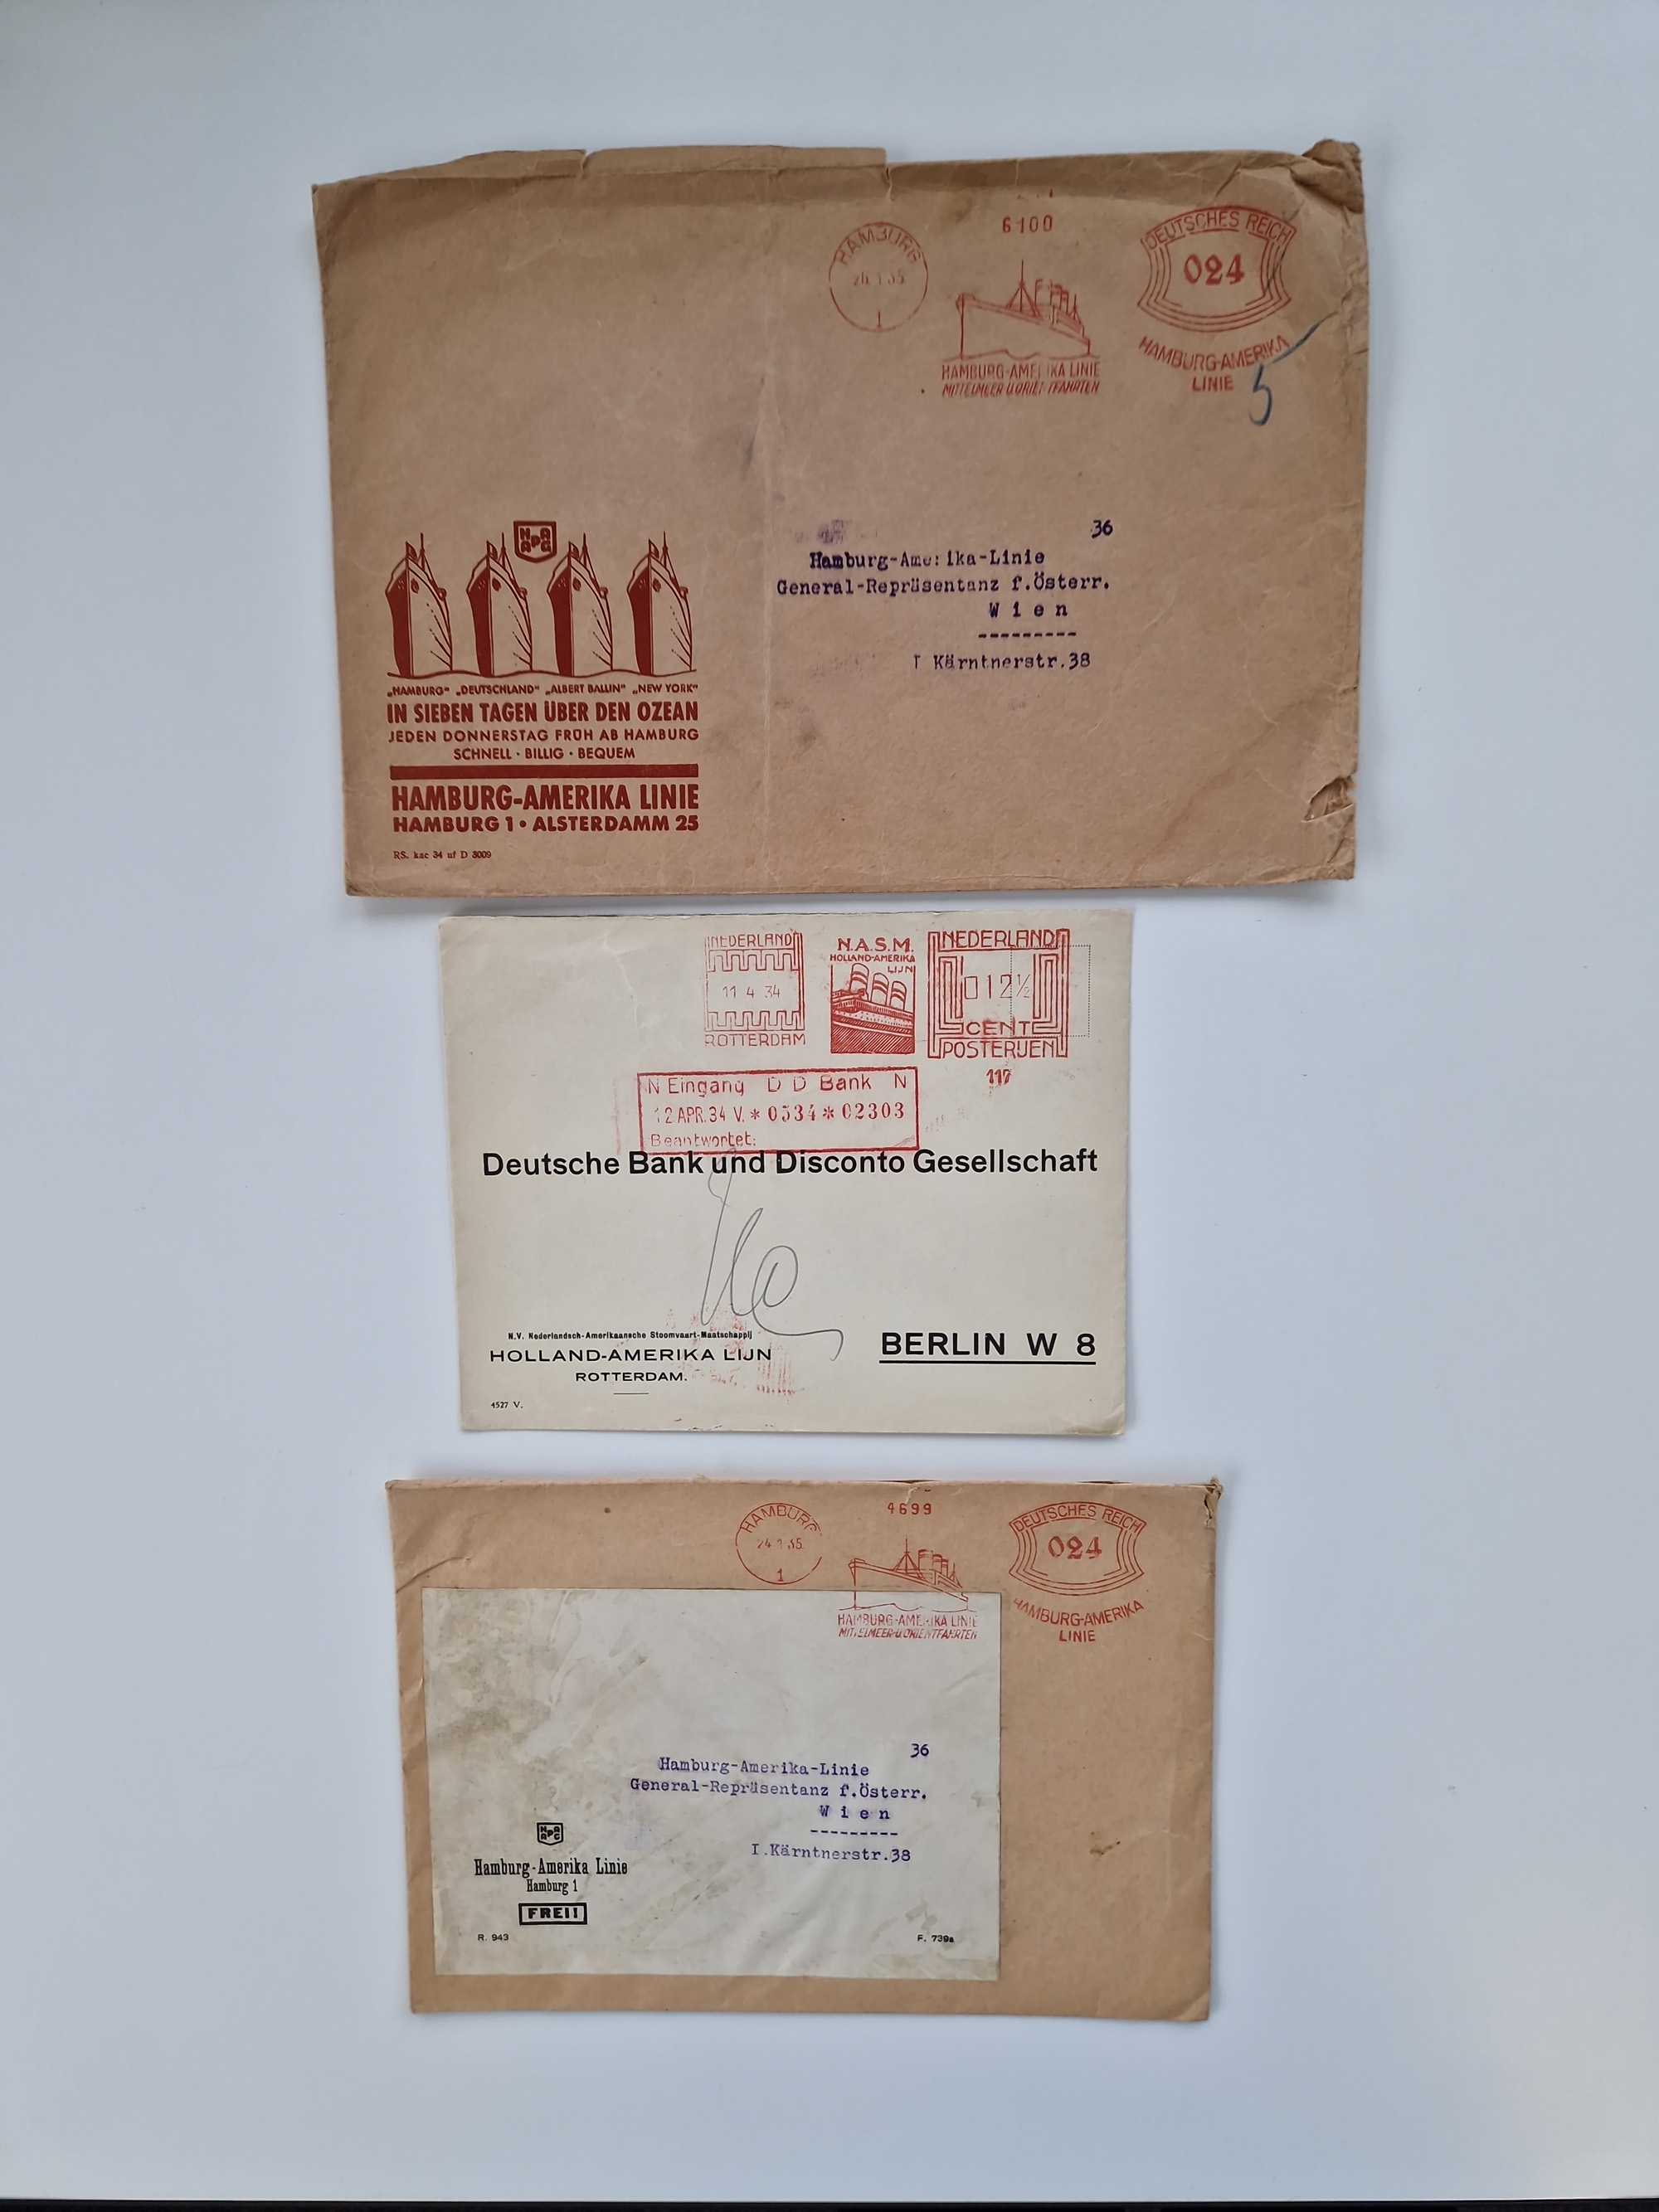 6100
HAMBURG
26.1.35.
1
HAMBURG-AMERIKA LINIE
MITTELMEER-U.ORIENTFAHRTEN
DEUTSCHES REICH
024
HAMBURG-AMERIKA
LINIE
5
36
Hamburg-Amerika-Linie
General-Repräsentanz f.Österr.
Wien
---------
I Kärntnerstr.38
HAPAG
„HAMBURG“ „DEUTSCHLAND“ „ALBERT BALLIN“ „NEW YORK“
IN SIEBEN TAGEN ÜBER DEN OZEAN
JEDEN DONNERSTAG FRÜH AB HAMBURG
SCHNELL · BILLIG · BEQUEM
HAMBURG-AMERIKA LINIE
HAMBURG 1 • ALSTERDAMM 25
RS. kac 34 uf D 3009
NEDERLAND
11 4 34
ROTTERDAM
N.A.S.M.
HOLLAND-AMERIKA
LIJN
NEDERLAND
012½
CENT
POSTERIJEN
117
N Eingang D D Bank N
12 APR.34 V. * 0534 * 02303
Beantwortet:
Deutsche Bank und Disconto Gesellschaft
N.V. Nederlandsch-Amerikaansche Stoomvaart-Maatschappij
HOLLAND-AMERIKA LIJN
ROTTERDAM.
BERLIN W 8
4527 V.
4699
HAMBURG
24.1.35.
1
HAMBURG-AMERIKA LINIE
MITTELMEER-U.ORIENTFAHRTEN
DEUTSCHES REICH
024
HAMBURG-AMERIKA
LINIE
36
Hamburg-Amerika-Linie
General-Repräsentanz f.Österr.
Wien
---------
I.Kärntnerstr.38
HAPAG
Hamburg-Amerika Linie
Hamburg 1
FREI!
R. 943
F. 739a